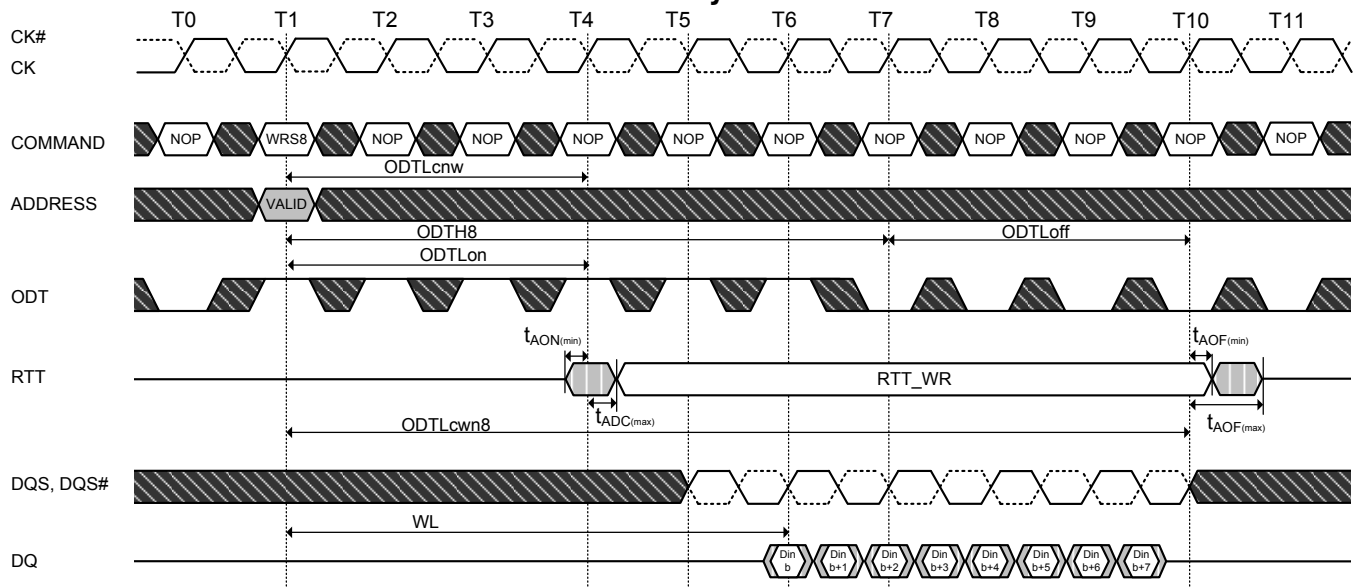 T0 T1 T2 T3 T4 T5 T6 T7 T8 T9 T10 T11
CK#
CK
COMMAND NOP WRS8 NOP NOP NOP NOP NOP NOP NOP NOP NOP NOP
ODTLcnw
ADDRESS VALID
ODTH8 ODTLoff
ODTLon
ODT
tAON(min) tAOF(min)
RTT RTT_WR
tADC(max) tAOF(max)
ODTLcwn8
DQS, DQS#
WL
DQ Din b Din b+1 Din b+2 Din b+3 Din b+4 Din b+5 Din b+6 Din b+7